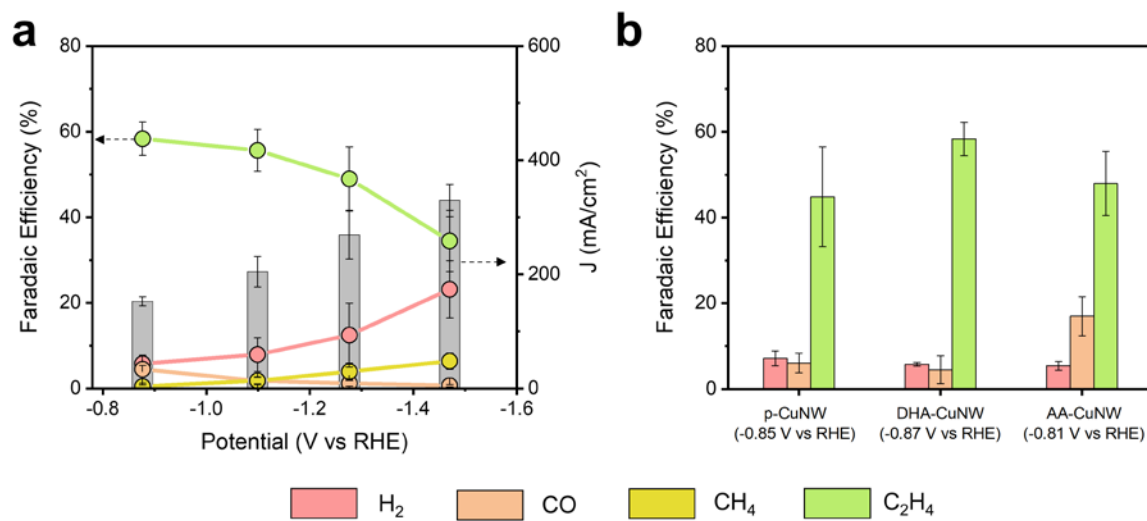 a
80
60
40
20
0
Faradaic Efficiency (%)
600
400
200
0
J (mA/cm²)
-0.8 -1.0 -1.2 -1.4 -1.6
Potential (V vs RHE)
b
80
60
40
20
0
Faradaic Efficiency (%)
p-CuNW DHA-CuNW AA-CuNW
(-0.85 V vs RHE) (-0.87 V vs RHE) (-0.81 V vs RHE)
H₂ CO CH₄ C₂H₄